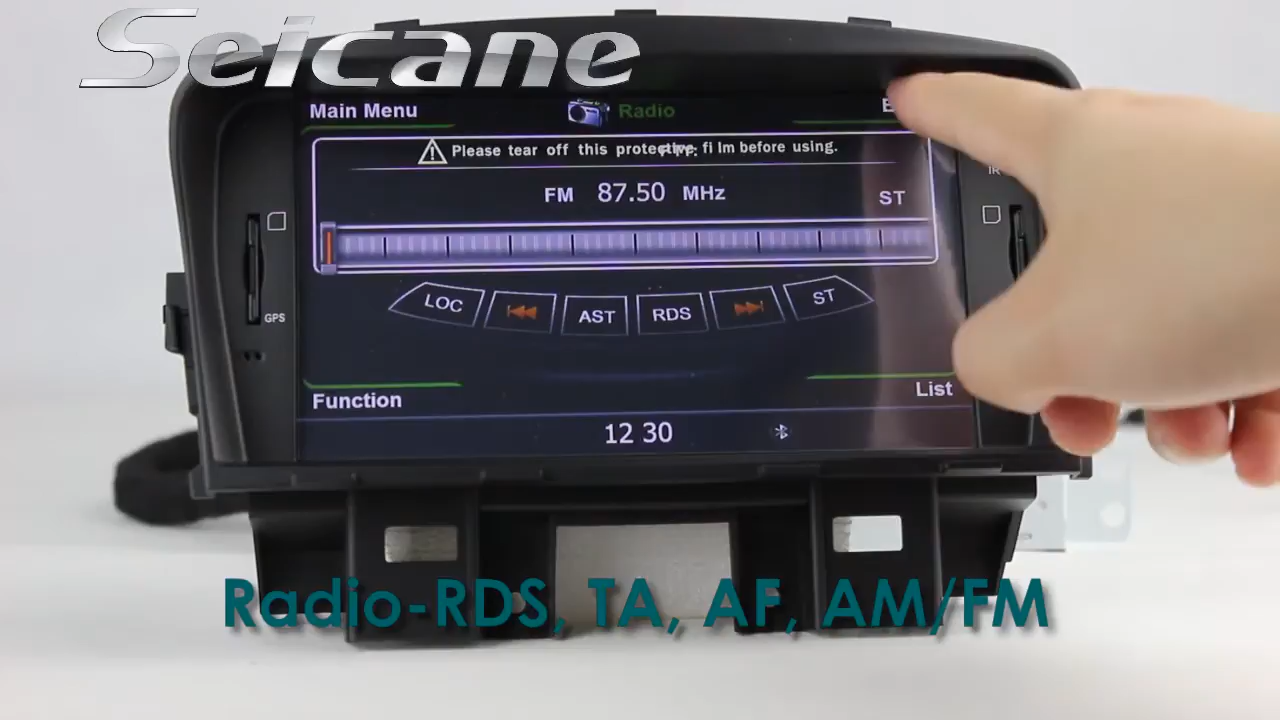 Seicane
Main Menu
Radio
IR
Please tear off this protective film before using.
FM 87.50 MHz
ST
LOC
AST
RDS
ST
GPS
Function
List
12 30
Radio-RDS, TA, AF, AM/FM